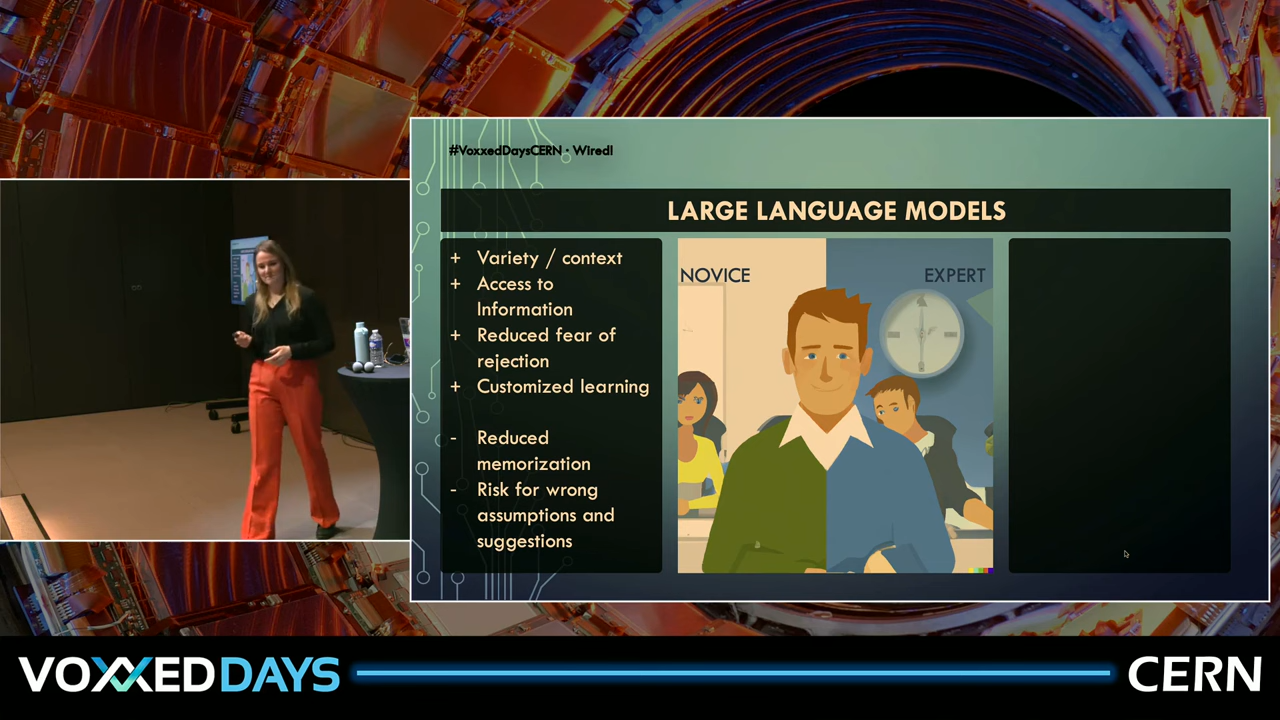 #VoxxedDaysCERN · Wired!
LARGE LANGUAGE MODELS
+ Variety / context
+ Access to
Information
+ Reduced fear of
rejection
+ Customized learning
- Reduced
memorization
- Risk for wrong
assumptions and
suggestions
NOVICE
EXPERT
VOXXEDDAYS
CERN